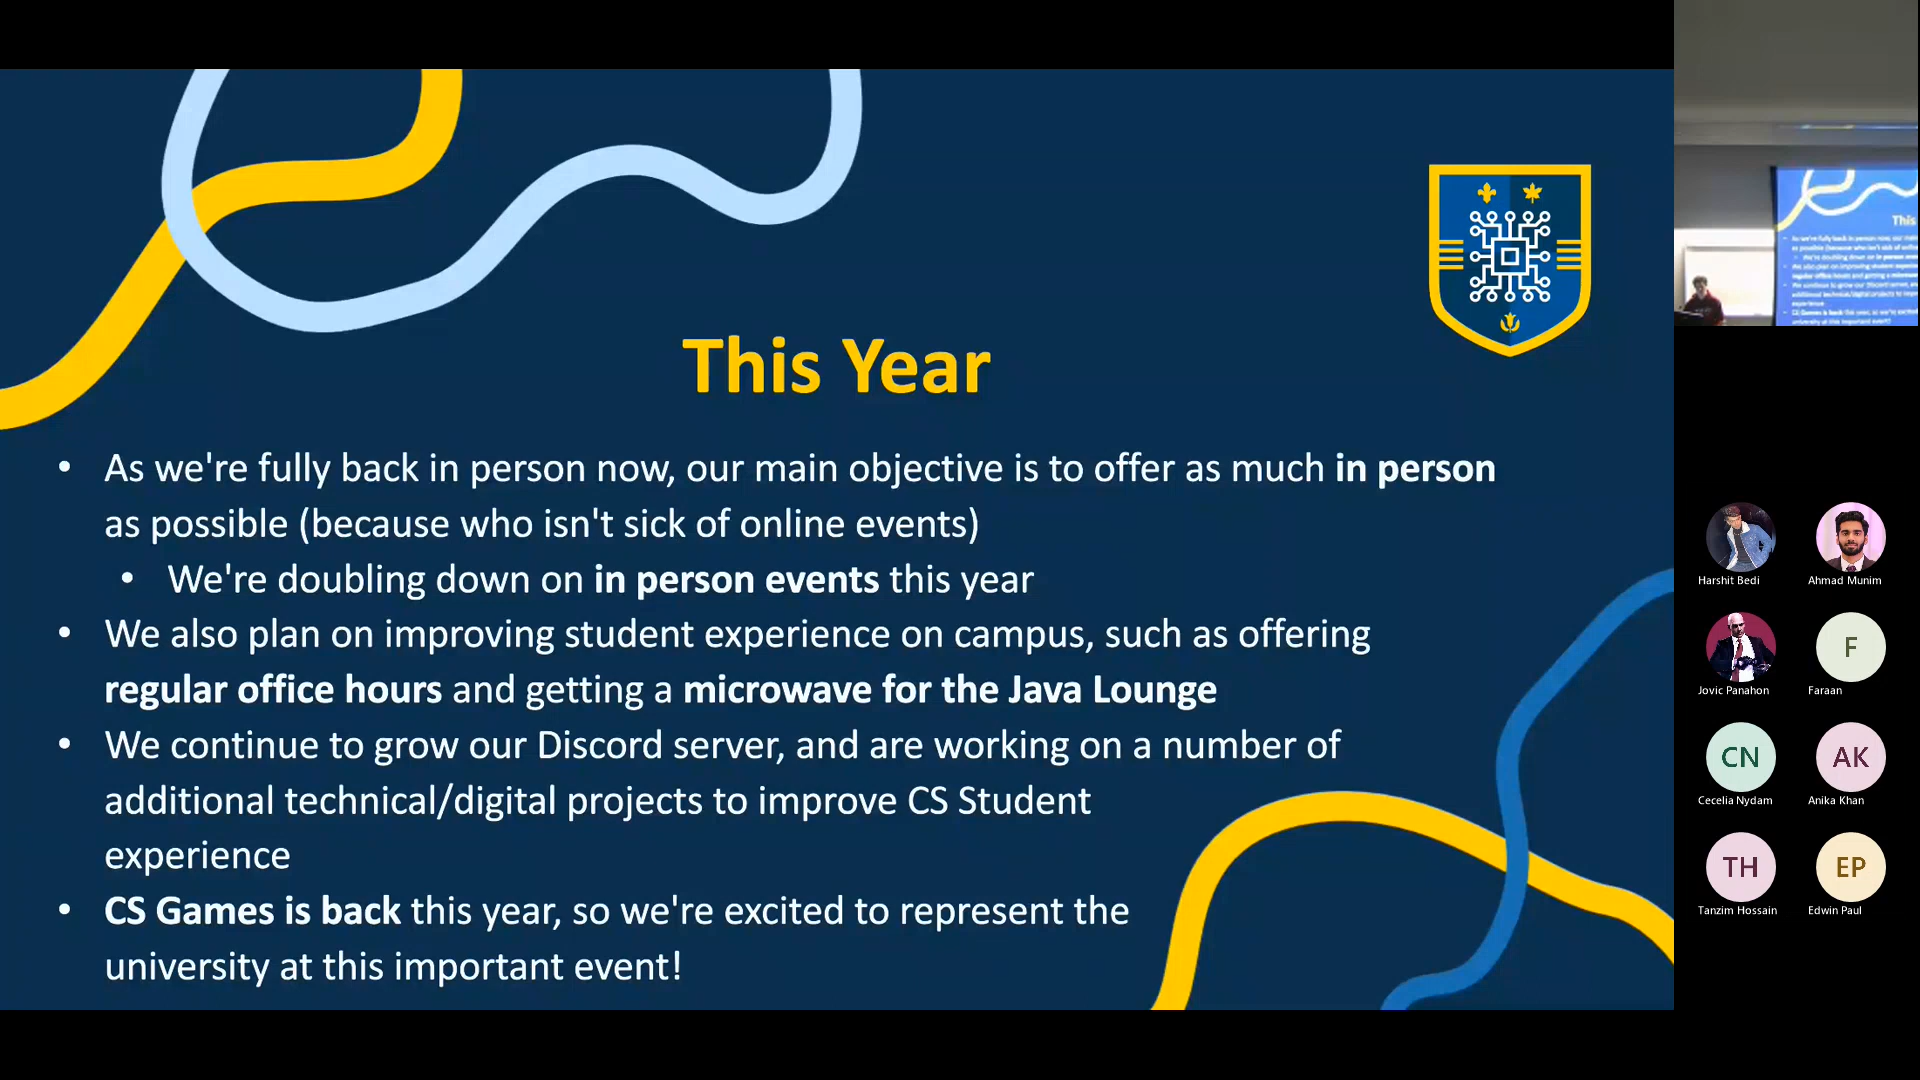 This Year
• As we're fully back in person now, our main objective is to offer as much in person
as possible (because who isn't sick of online events)
• We're doubling down on in person events this year
• We also plan on improving student experience on campus, such as offering
regular office hours and getting a microwave for the Java Lounge
• We continue to grow our Discord server, and are working on a number of
additional technical/digital projects to improve CS Student
experience
• CS Games is back this year, so we're excited to represent the
university at this important event!
This
Harshit Bedi
Ahmad Munim
Jovic Panahon
F
Faraan
CN
Cecelia Nydam
AK
Anika Khan
TH
Tanzim Hossain
EP
Edwin Paul